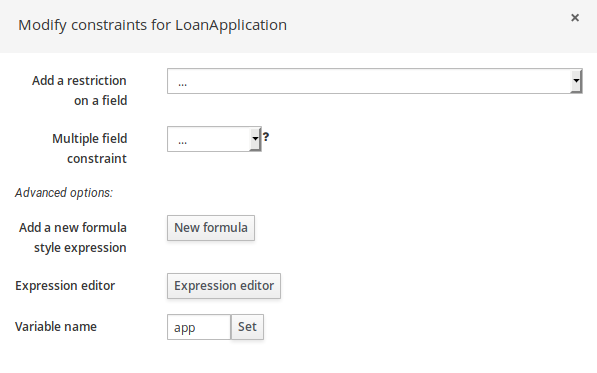 Modify constraints for LoanApplication ×
Add a restriction
on a field
...
Multiple field
constraint
... ?
Advanced options:
Add a new formula
style expression
New formula
Expression editor Expression editor
Variable name app Set